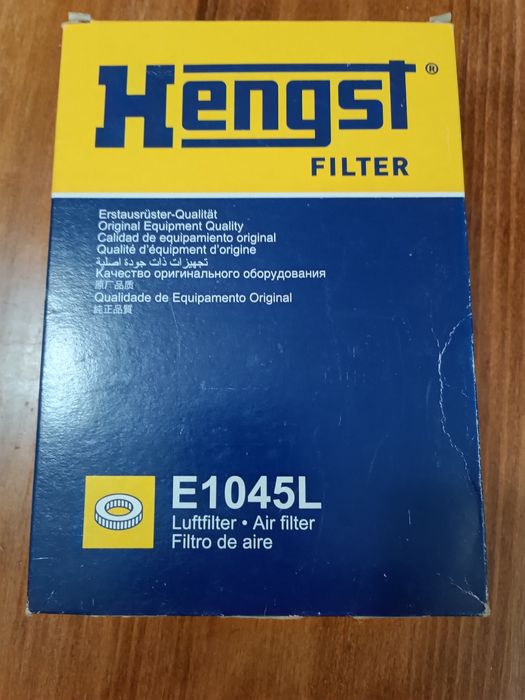 Hengst®
FILTER
Erstausrüster-Qualität
Original Equipment Quality
Calidad de equipamiento original
Qualité d'équipement d'origine
تجهيزات ذات جودة اصلية
Качество оригинального оборудования
原厂品质
Qualidade de Equipamento Original
純正品質
E1045L
Luftfilter • Air filter
Filtro de aire